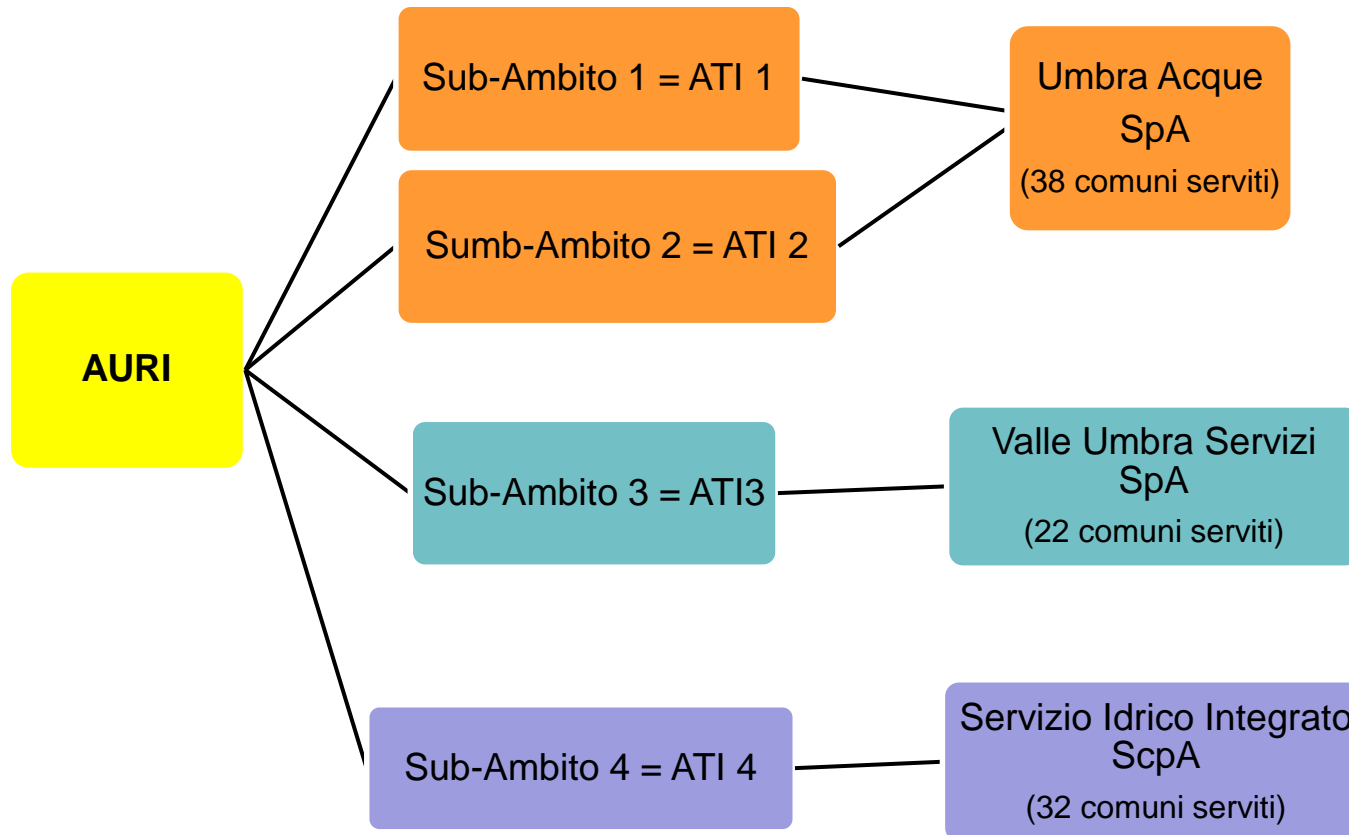 Sub-Ambito 1 = ATI 1
Umbra Acque
SpA
(38 comuni serviti)
Sumb-Ambito 2 = ATI 2
AURI
Sub-Ambito 3 = ATI3
Valle Umbra Servizi
SpA
(22 comuni serviti)
Sub-Ambito 4 = ATI 4
Servizio Idrico Integrato
ScpA
(32 comuni serviti)